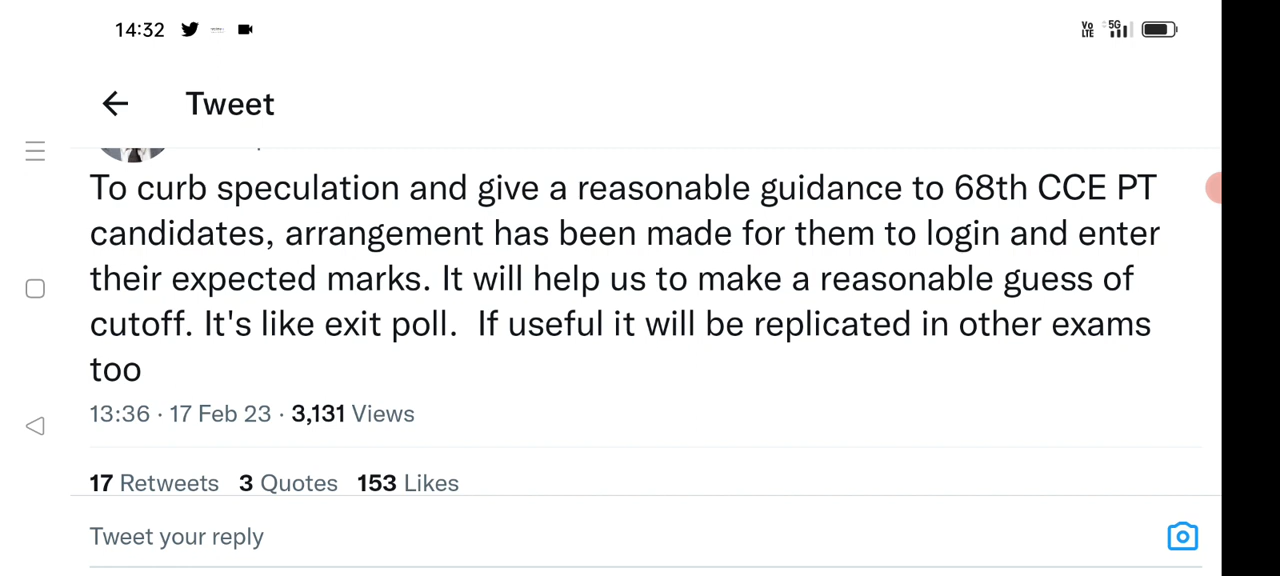 14:32 Vo LTE 5G
Tweet
To curb speculation and give a reasonable guidance to 68th CCE PT
candidates, arrangement has been made for them to login and enter
their expected marks. It will help us to make a reasonable guess of
cutoff. It's like exit poll.  If useful it will be replicated in other exams
too
13:36 · 17 Feb 23 · 3,131 Views
17 Retweets 3 Quotes 153 Likes
Tweet your reply